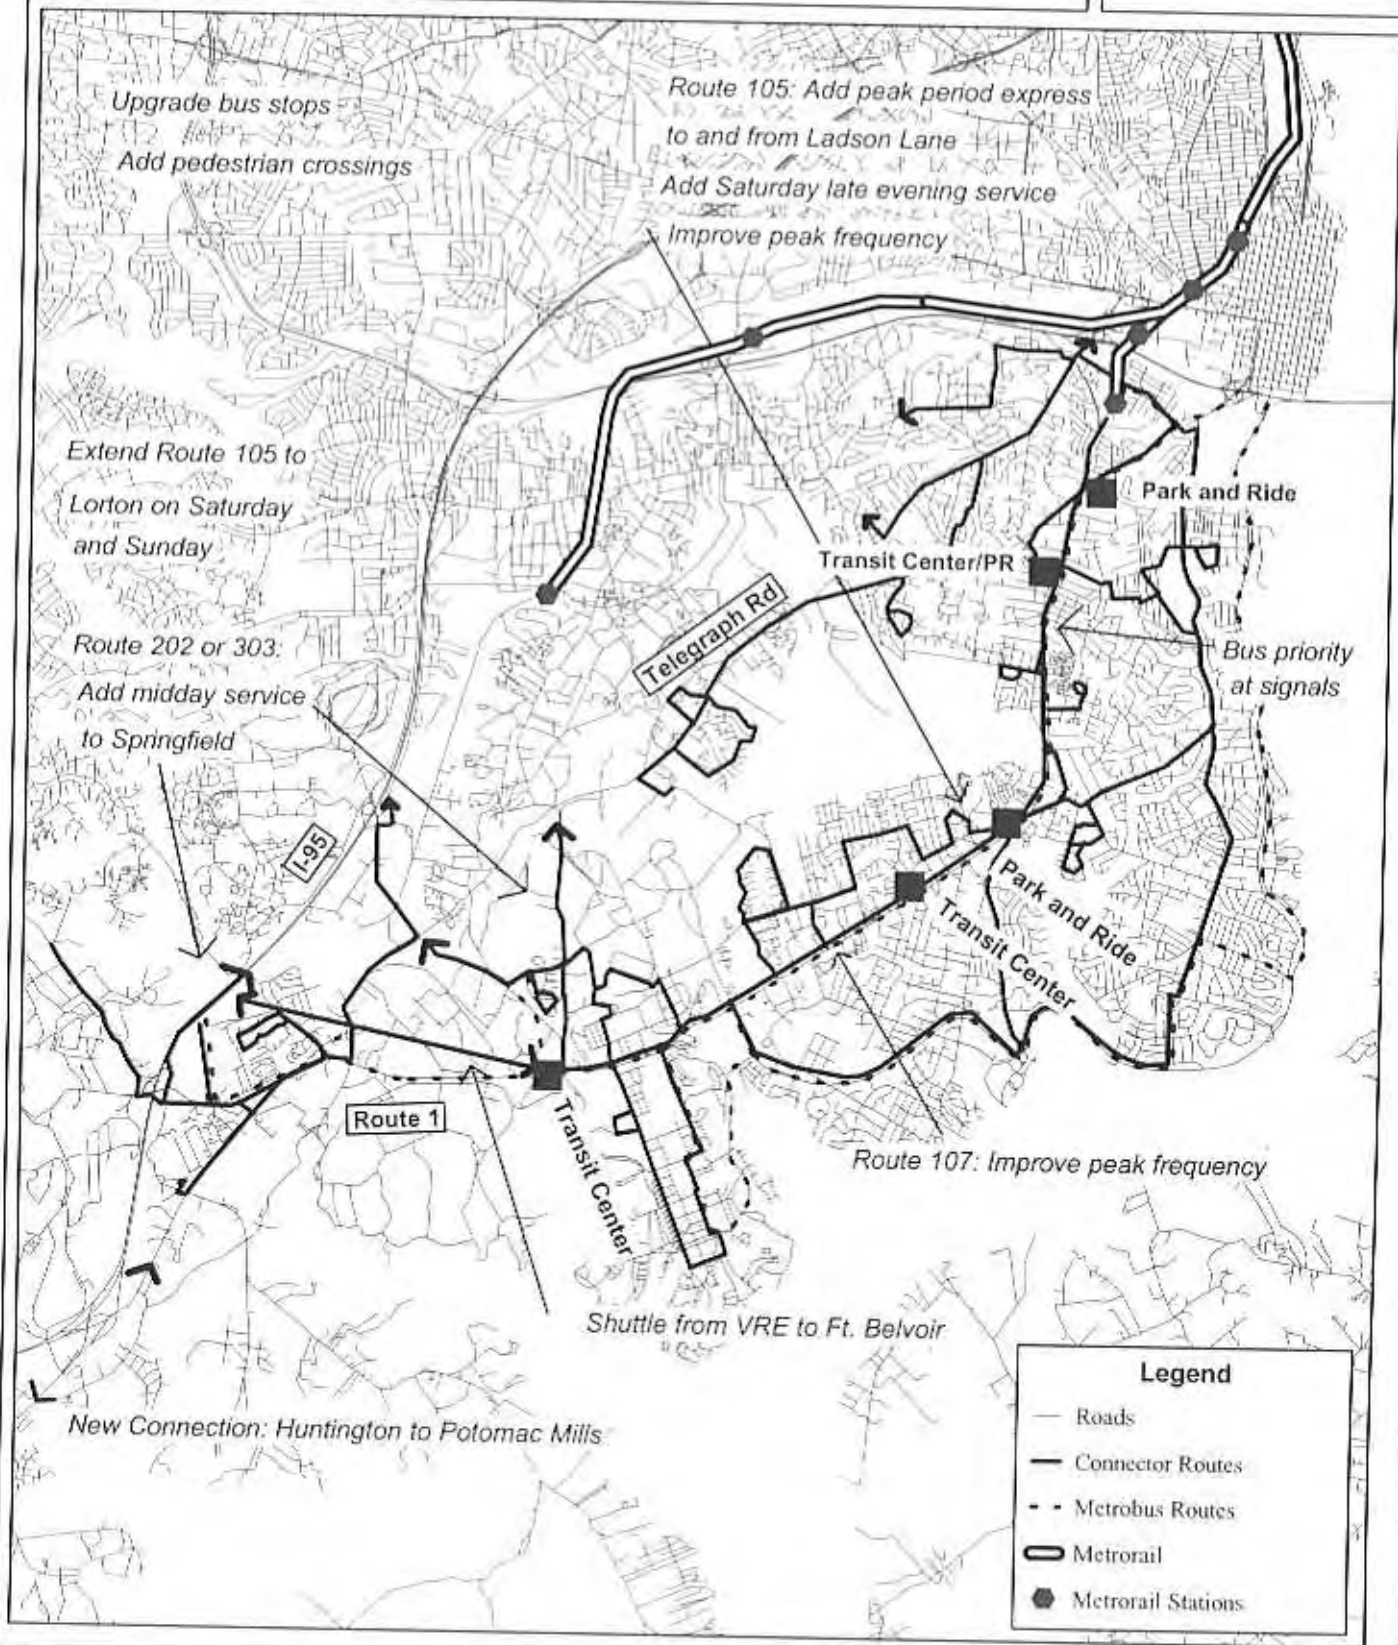 Upgrade bus stops
Add pedestrian crossings
Route 105: Add peak period express
to and from Ladson Lane
Add Saturday late evening service
Improve peak frequency
Extend Route 105 to
Lorton on Saturday
and Sunday
Park and Ride
Transit Center/PR
Telegraph Rd
Route 202 or 303:
Add midday service
to Springfield
Bus priority
at signals
I-95
Park and Ride
Transit Center
Route 1
Transit Center
Route 107: Improve peak frequency
Shuttle from VRE to Ft. Belvoir
New Connection: Huntington to Potomac Mills
Legend
Roads
Connector Routes
Metrobus Routes
Metrorail
Metrorail Stations